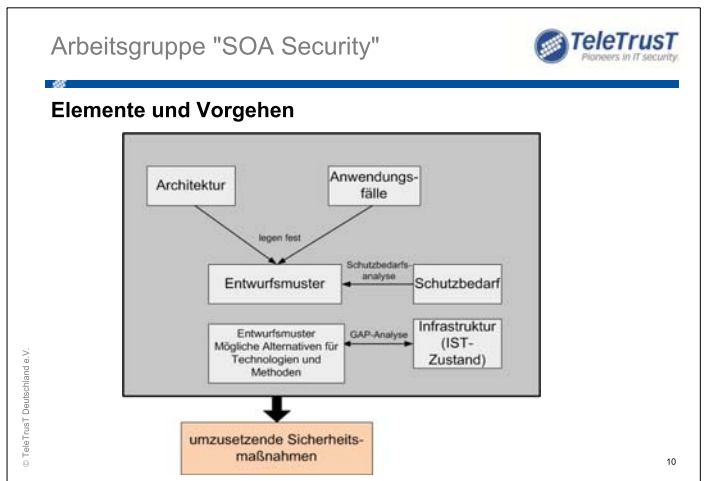 Arbeitsgruppe "SOA Security"
TeleTrusT
Pioneers in IT security.
Elemente und Vorgehen
Architektur
Anwendungs-
fälle
legen fest
Entwurfsmuster
Schutzbedarfs-
analyse
Schutzbedarf
Entwurfsmuster
Mögliche Alternativen für
Technologien und
Methoden
GAP-Analyse
Infrastruktur
(IST-
Zustand)
umzusetzende Sicherheits-
maßnahmen
© TeleTrusT Deutschland e.V.
10